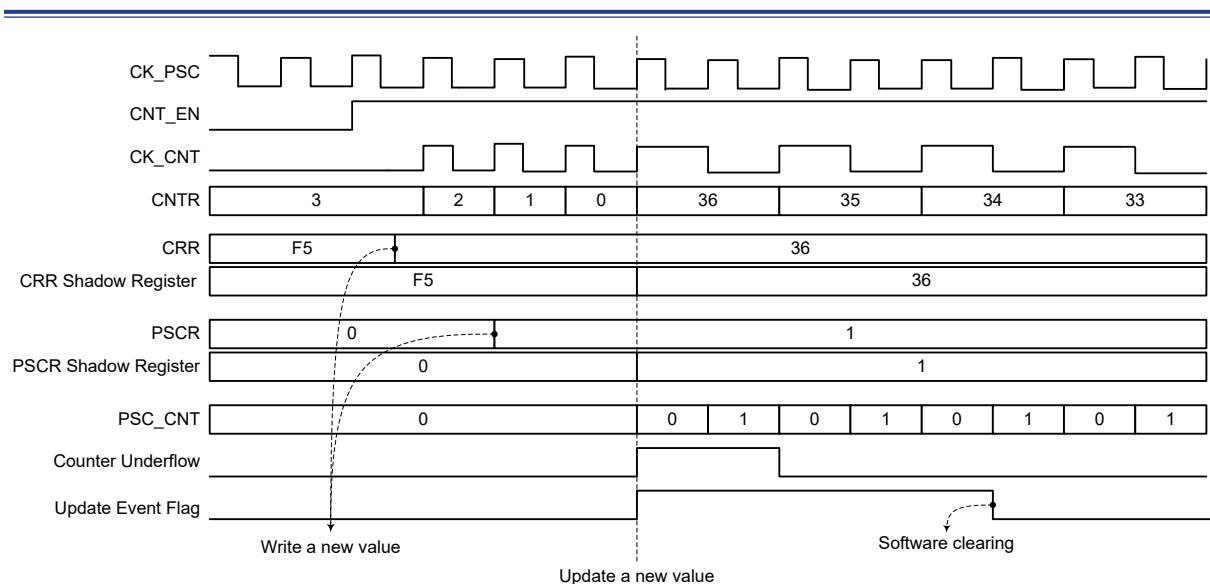 CK_PSC
CNT_EN
CK_CNT
CNTR 3 2 1 0 36 35 34 33
CRR F5 36
CRR Shadow Register F5 36
PSCR 0 1
PSCR Shadow Register 0 1
PSC_CNT 0 0 1 0 1 0 1 0 1
Counter Underflow
Update Event Flag
Write a new value Software clearing
Update a new value